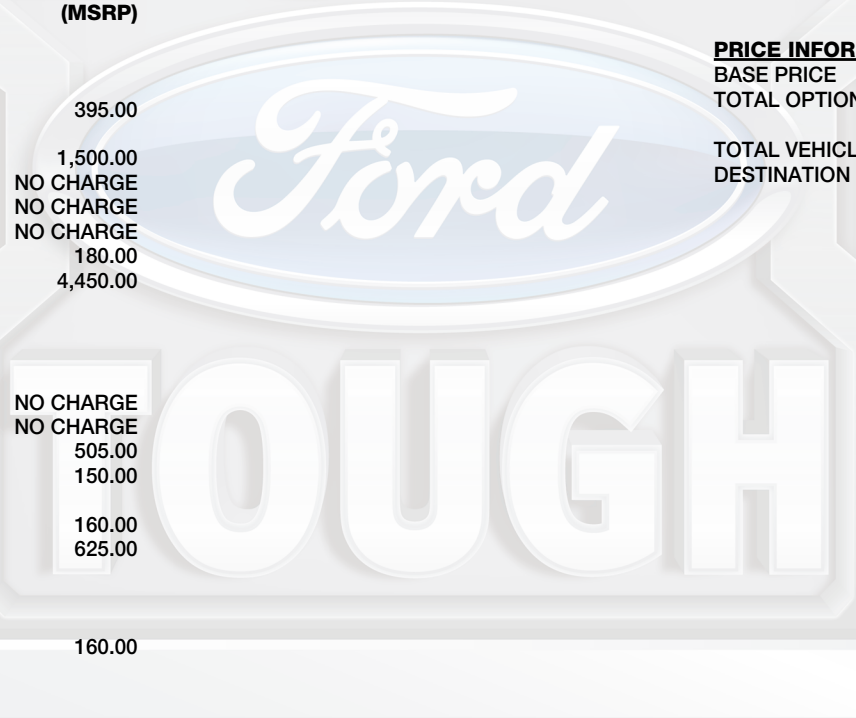 (MSRP)
395.00
1,500.00
NO CHARGE
NO CHARGE
NO CHARGE
180.00
4,450.00
NO CHARGE
NO CHARGE
505.00
150.00
160.00
625.00
160.00
PRICE INFOR
BASE PRICE
TOTAL OPTION
TOTAL VEHICL
DESTINATION
Ford
TOUGH